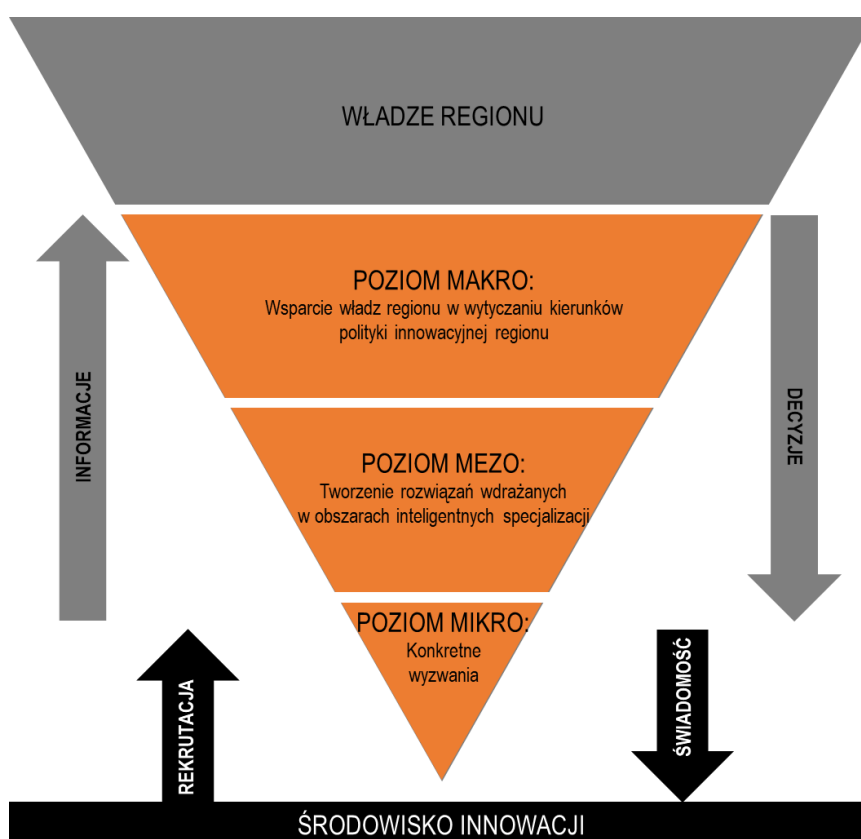 WŁADZE REGIONU
POZIOM MAKRO:
Wsparcie władz regionu w wytyczaniu kierunków
polityki innowacyjnej regionu
INFORMACJE
DECYZJE
POZIOM MEZO:
Tworzenie rozwiązań wdrażanych
w obszarach inteligentnych specjalizacji
POZIOM MIKRO:
Konkretne
wyzwania
REKRUTACJA
ŚWIADOMOŚĆ
ŚRODOWISKO INNOWACJI